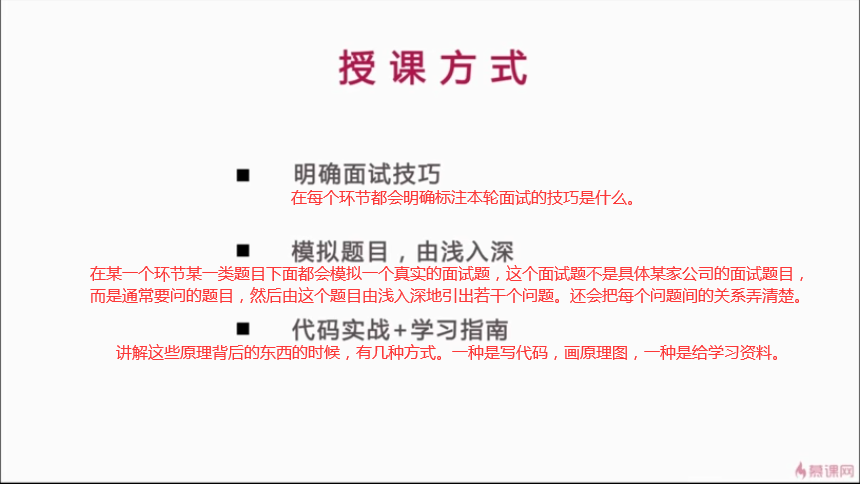 授课方式
■ 明确面试技巧
在每个环节都会明确标注本轮面试的技巧是什么。
■ 模拟题目，由浅入深
在某一个环节某一类题目下面都会模拟一个真实的面试题，这个面试题不是具体某家公司的面试题目，
而是通常要问的题目，然后由这个题目由浅入深地引出若干个问题。还会把每个问题间的关系弄清楚。
■ 代码实战+学习指南
讲解这些原理背后的东西的时候，有几种方式。一种是写代码，画原理图，一种是给学习资料。
慕课网